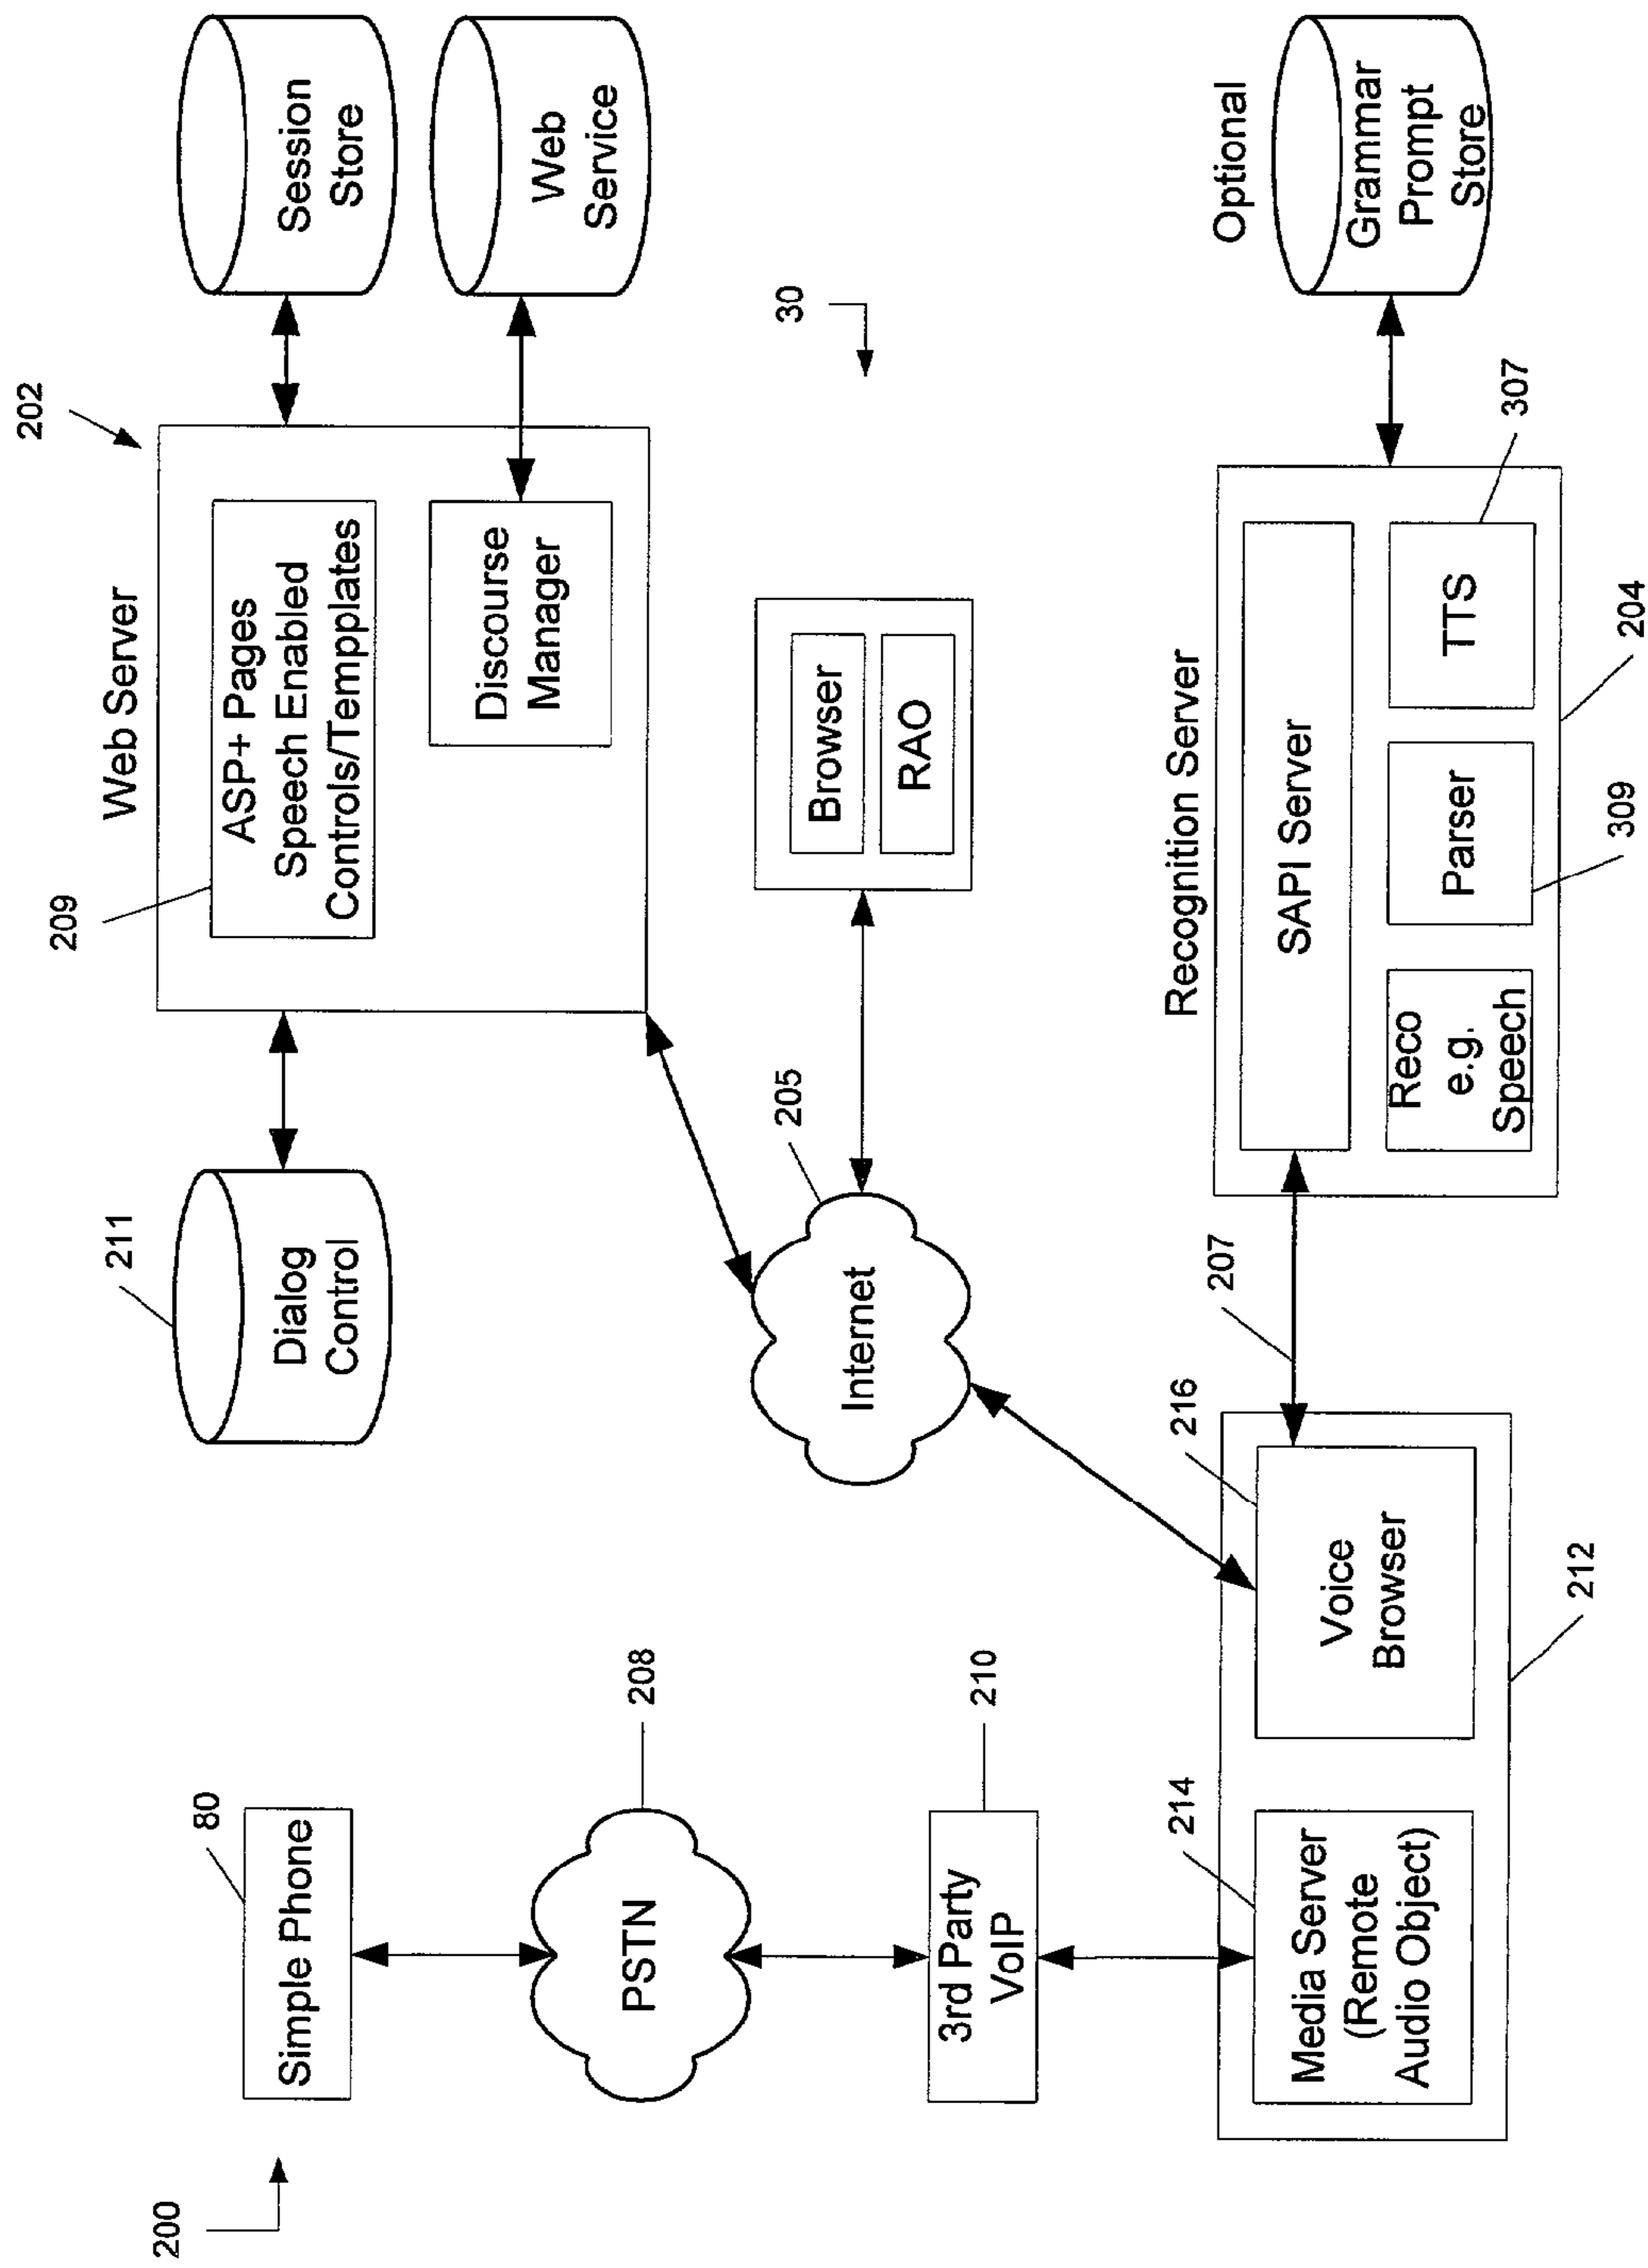 200
80
Simple Phone
208
PSTN
210
3rd Party
VoIP
214
Media Server
(Remote
Audio Object)
216
Voice
Browser
212
211
Dialog
Control
205
Internet
207
Web Server
202
209
ASP+ Pages
Speech Enabled
Controls/Tempplates
Discourse
Manager
Session
Store
Web
Service
30
Browser
RAO
Recognition Server
SAPI Server
Reco
e.g.
Speech
Parser
309
TTS
307
204
Optional
Grammar
Prompt
Store